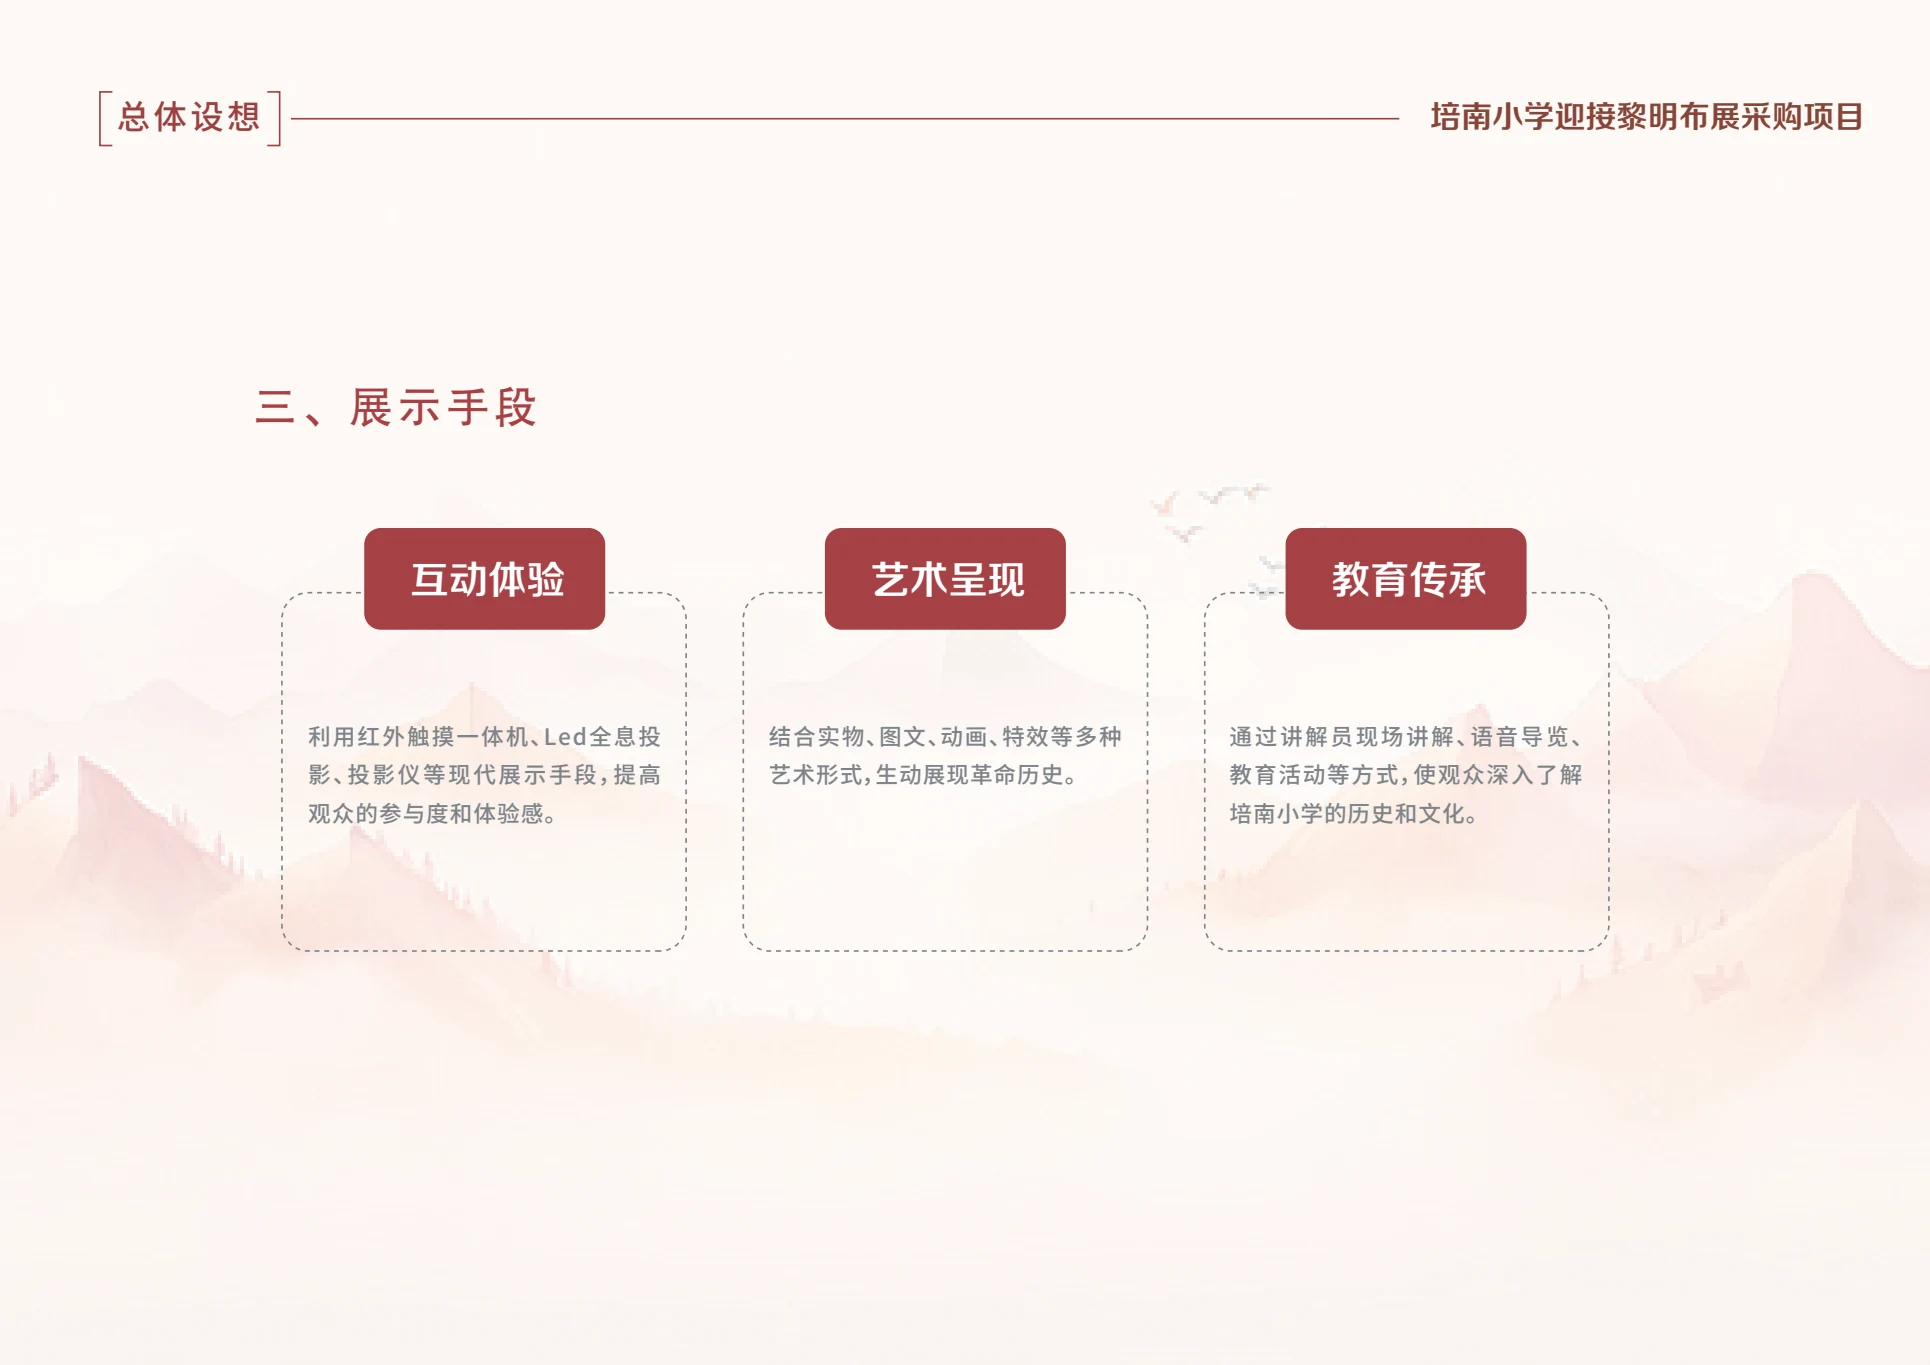 总体设想
培南小学迎接黎明布展采购项目
三、展示手段
互动体验
利用红外触摸一体机、Led全息投
影、投影仪等现代展示手段，提高
观众的参与度和体验感。
艺术呈现
结合实物、图文、动画、特效等多种
艺术形式，生动展现革命历史。
教育传承
通过讲解员现场讲解、语音导览、
教育活动等方式，使观众深入了解
培南小学的历史和文化。